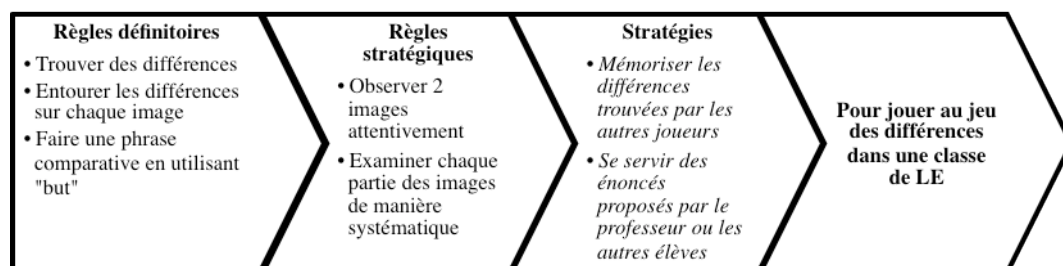 Règles définitoires
• Trouver des différences
• Entourer les différences
sur chaque image
• Faire une phrase
comparative en utilisant
"but"
Règles
stratégiques
• Observer 2
images
attentivement
• Examiner chaque
partie des images
de manière
systématique
Stratégies
• Mémoriser les
différences
trouvées par les
autres joueurs
• Se servir des
énoncés
proposés par le
professeur ou les
autres élèves
Pour jouer au jeu
des différences
dans une classe
de LE